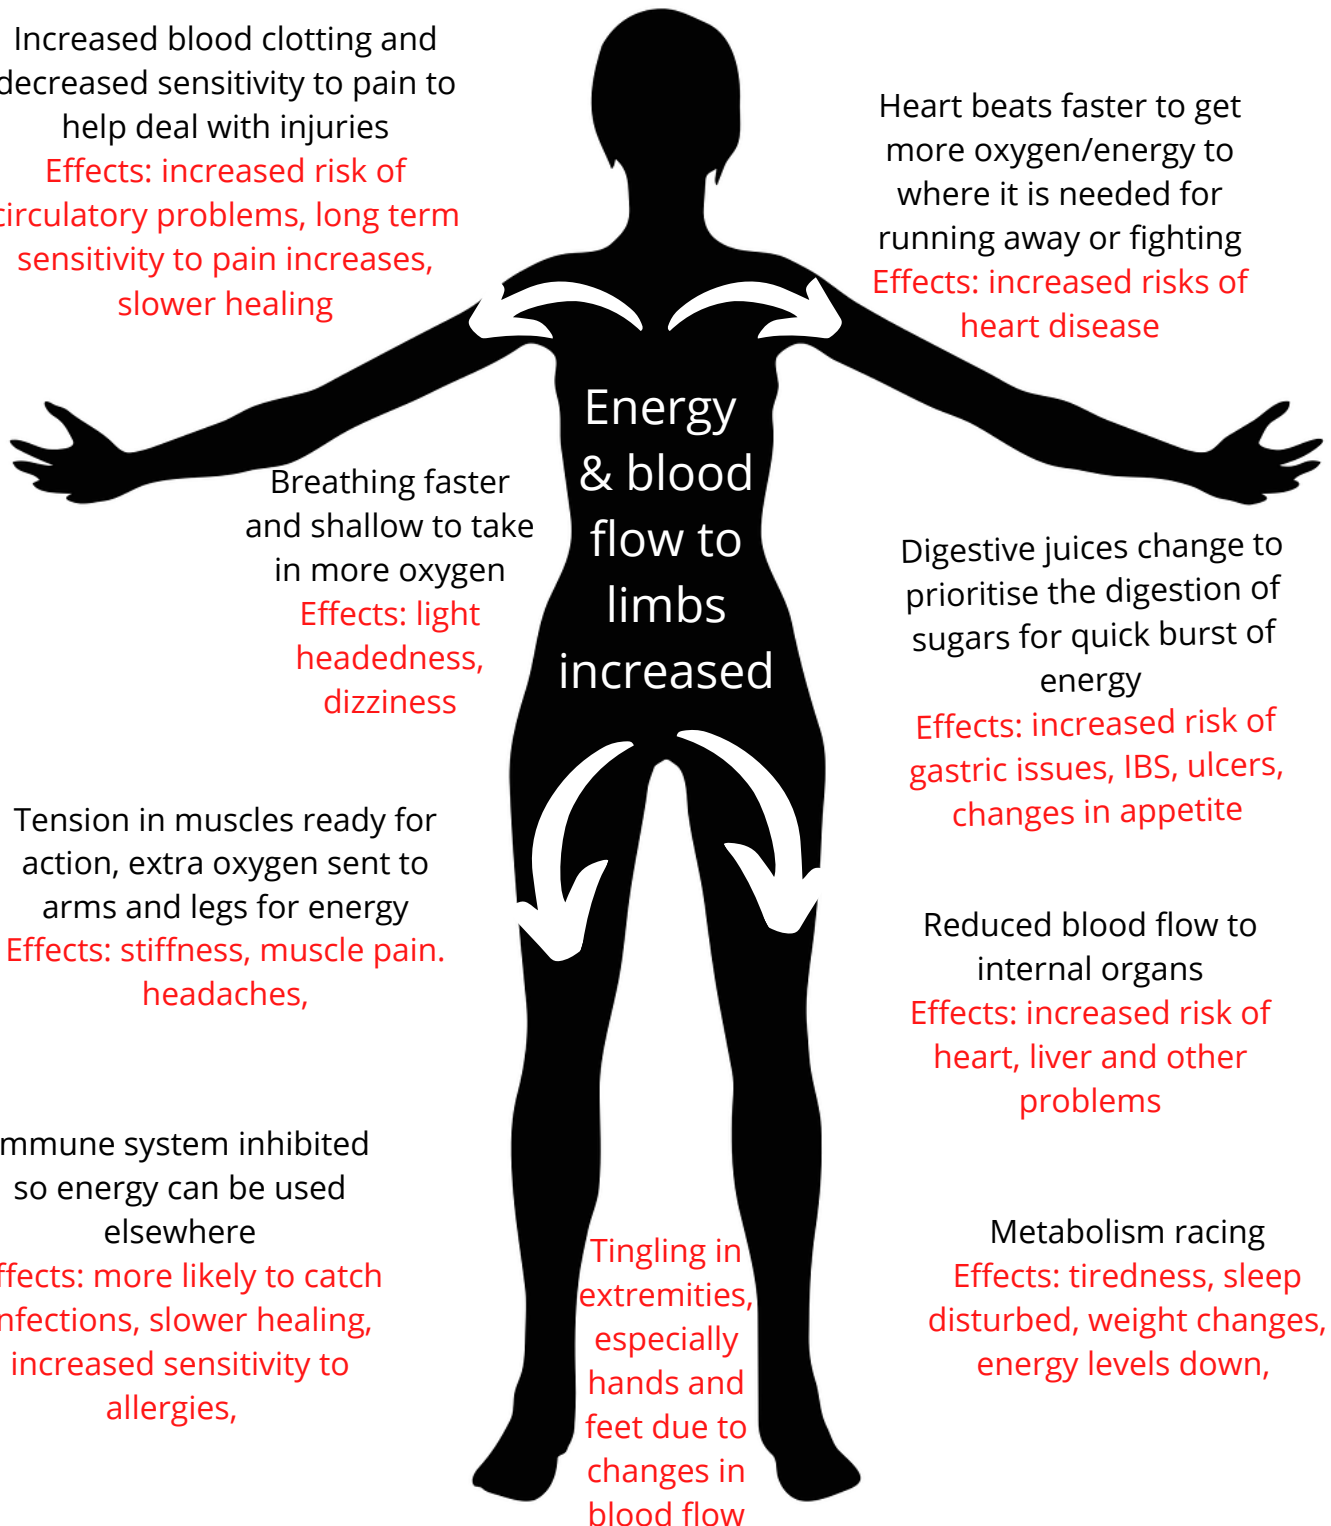 Increased blood clotting and
decreased sensitivity to pain to
help deal with injuries
Effects: increased risk of
circulatory problems, long term
sensitivity to pain increases,
slower healing
Heart beats faster to get
more oxygen/energy to
where it is needed for
running away or fighting
Effects: increased risks of
heart disease
Energy
& blood
flow to
limbs
increased
Breathing faster
and shallow to take
in more oxygen
Effects: light
headedness,
dizziness
Digestive juices change to
prioritise the digestion of
sugars for quick burst of
energy
Effects: increased risk of
gastric issues, IBS, ulcers,
changes in appetite
Tension in muscles ready for
action, extra oxygen sent to
arms and legs for energy
Effects: stiffness, muscle pain.
headaches,
Reduced blood flow to
internal organs
Effects: increased risk of
heart, liver and other
problems
mmune system inhibited
so energy can be used
elsewhere
ffects: more likely to catch
nfections, slower healing,
increased sensitivity to
allergies,
Tingling in
extremities,
especially
hands and
feet due to
changes in
blood flow
Metabolism racing
Effects: tiredness, sleep
disturbed, weight changes,
energy levels down,